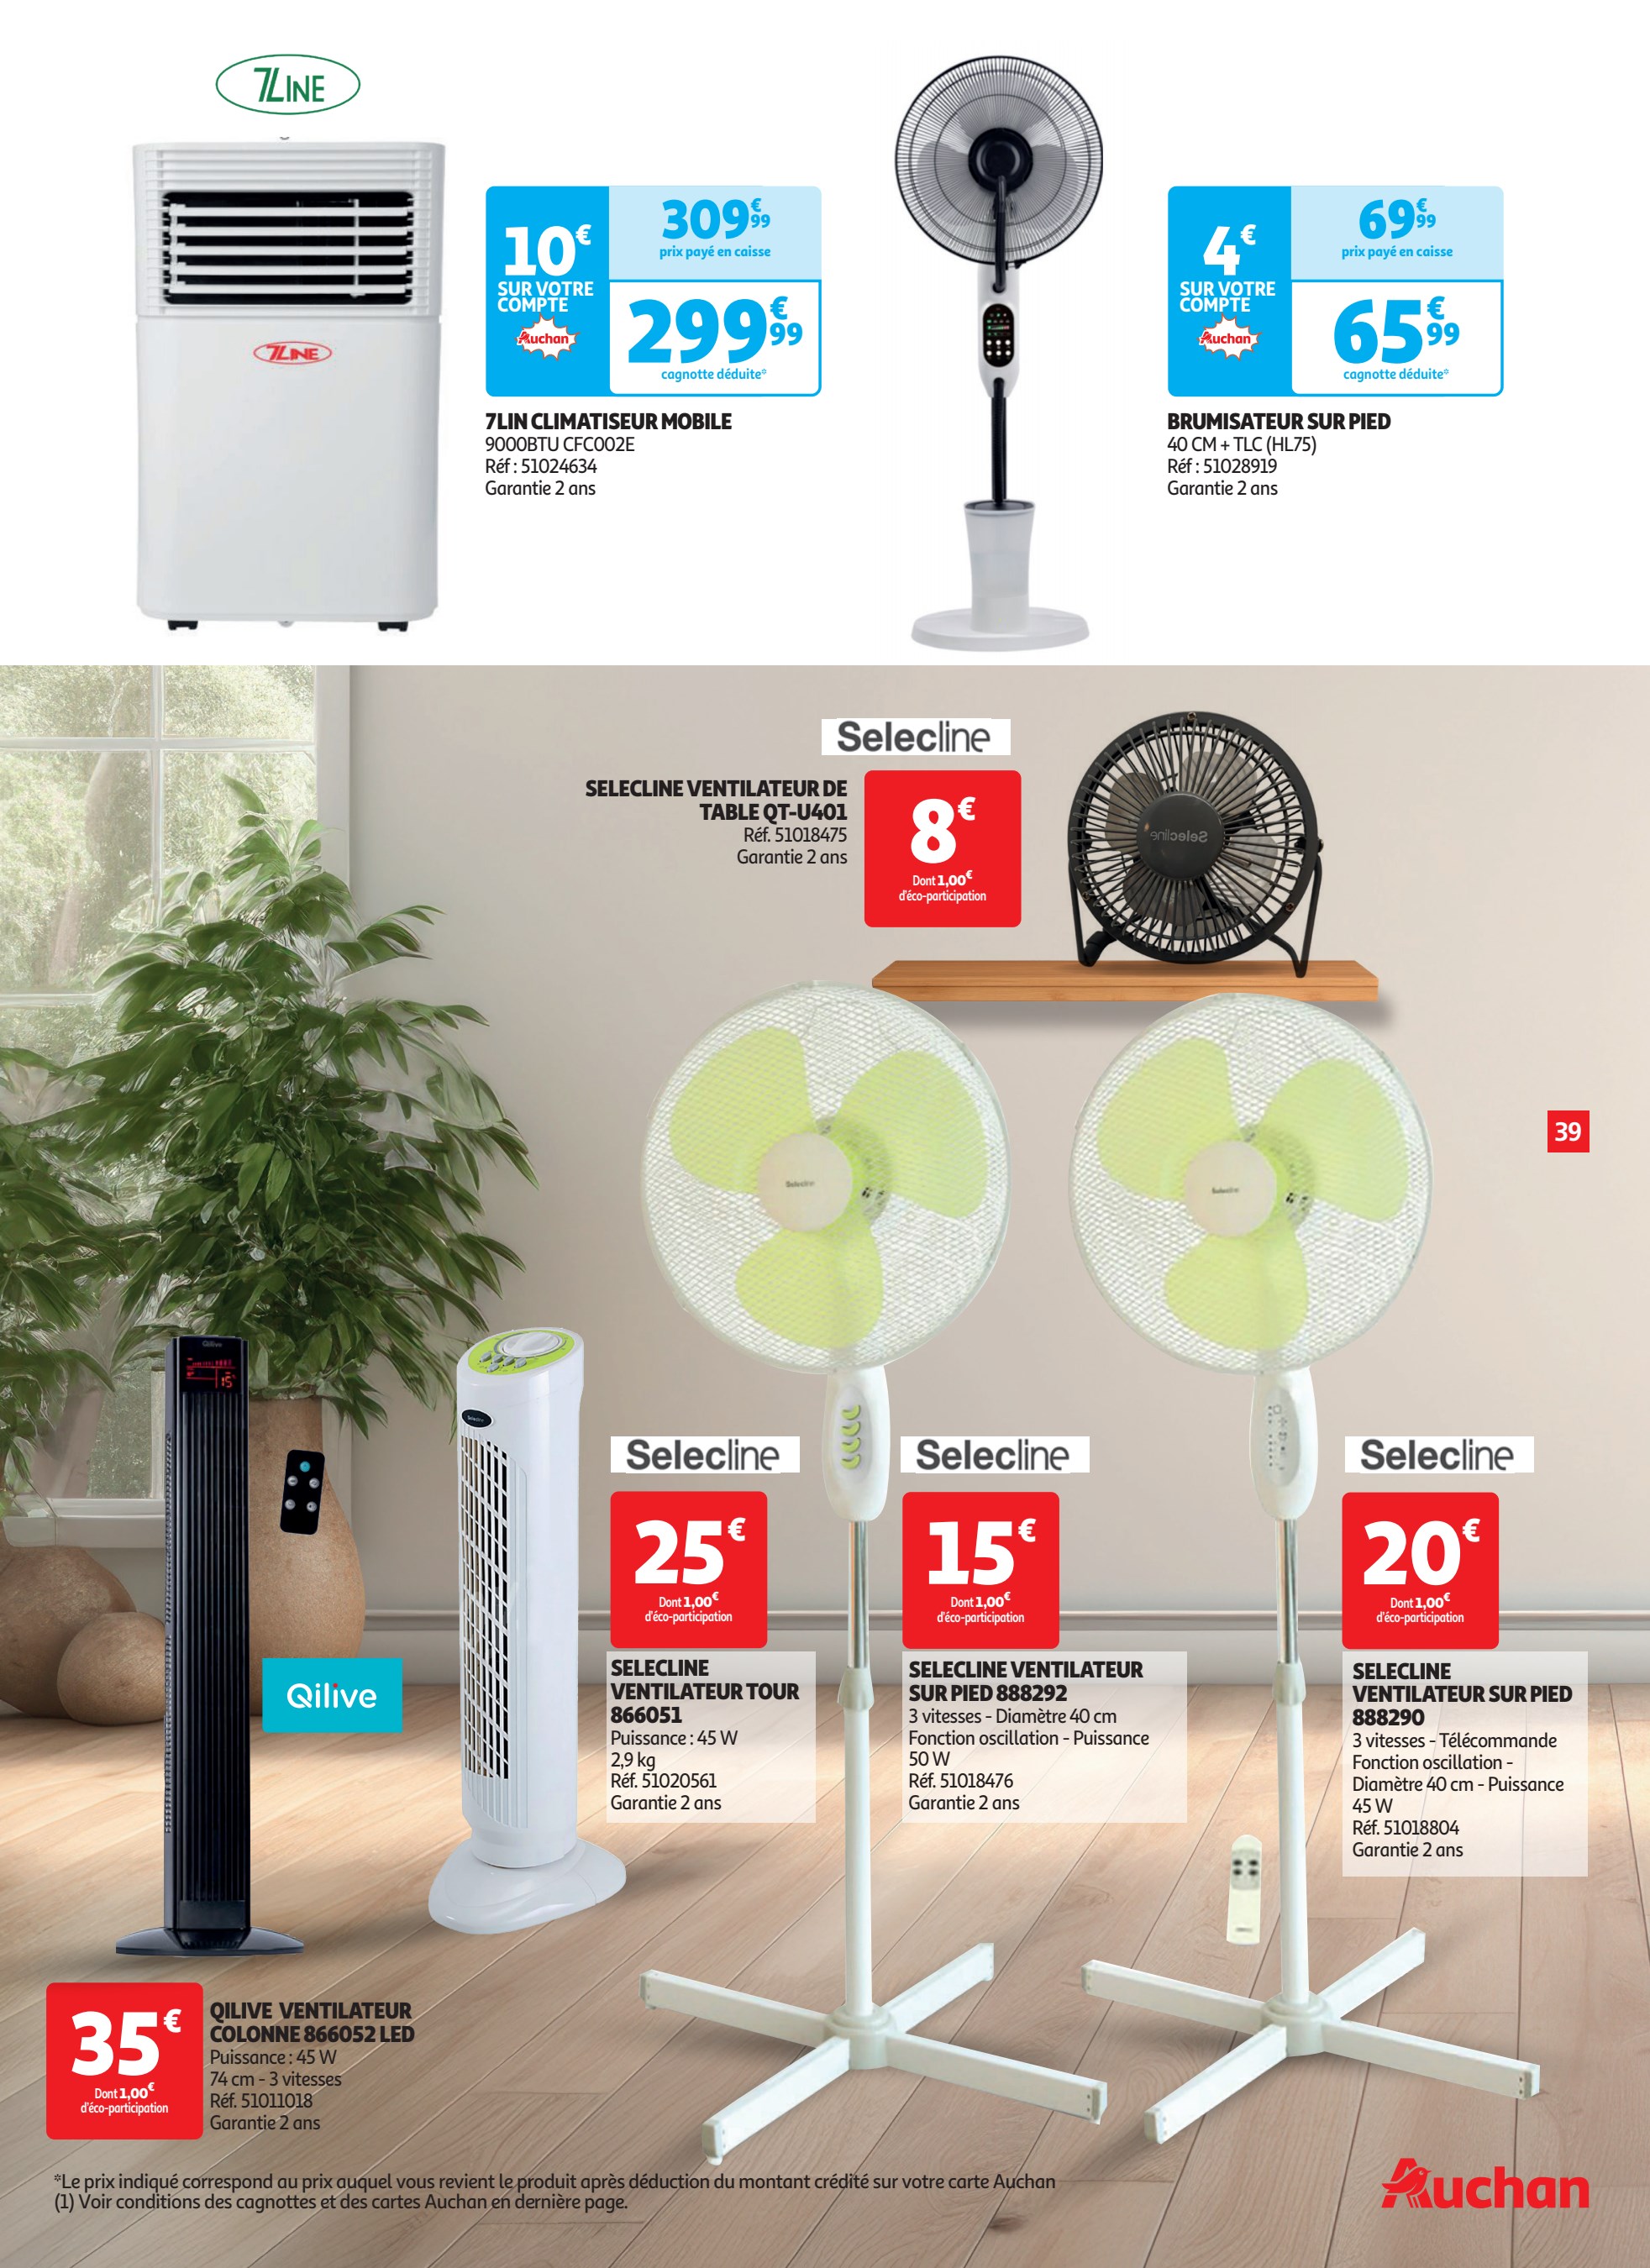 7LINE
7LINE
10€
SUR VOTRE
COMPTE
Auchan
309€99
prix payé en caisse
299€99
cagnotte déduite*
7LIN CLIMATISEUR MOBILE
9000BTU CFC002E
Réf : 51024634
Garantie 2 ans
4€
SUR VOTRE
COMPTE
Auchan
69€99
prix payé en caisse
65€99
cagnotte déduite*
BRUMISATEUR SUR PIED
40 CM + TLC (HL75)
Réf : 51028919
Garantie 2 ans
Selecline
SELECLINE VENTILATEUR DE
TABLE QT-U401
Réf. 51018475
Garantie 2 ans
8€
Dont 1,00€
d'éco-participation
Selecline
39
Selecline
Selecline
Qilive
15
Selecline
Selecline
25€
Dont 1,00€
d'éco-participation
SELECLINE
VENTILATEUR TOUR
866051
Puissance : 45 W
2,9 kg
Réf. 51020561
Garantie 2 ans
Selecline
15€
Dont 1,00€
d'éco-participation
SELECLINE VENTILATEUR
SUR PIED 888292
3 vitesses - Diamètre 40 cm
Fonction oscillation - Puissance
50 W
Réf. 51018476
Garantie 2 ans
Selecline
20€
Dont 1,00€
d'éco-participation
SELECLINE
VENTILATEUR SUR PIED
888290
3 vitesses - Télécommande
Fonction oscillation -
Diamètre 40 cm - Puissance
45 W
Réf. 51018804
Garantie 2 ans
Qilive
35€
Dont 1,00€
d'éco-participation
QILIVE VENTILATEUR
COLONNE 866052 LED
Puissance : 45 W
74 cm - 3 vitesses
Réf. 51011018
Garantie 2 ans
*Le prix indiqué correspond au prix auquel vous revient le produit après déduction du montant crédité sur votre carte Auchan
(1) Voir conditions des cagnottes et des cartes Auchan en dernière page.
Auchan